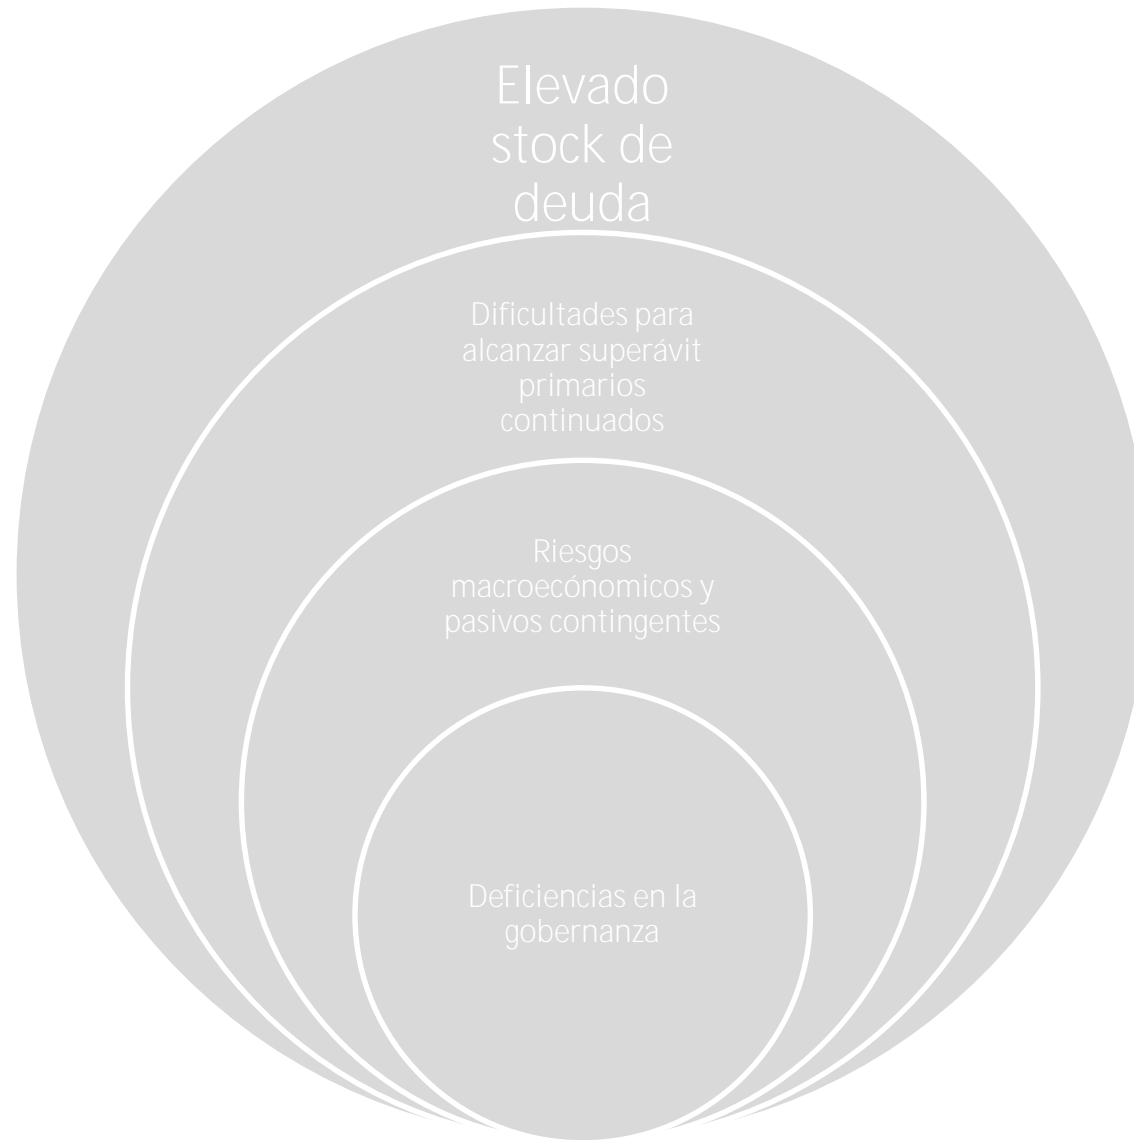 Elevado
stock de
deuda
Dificultades para
alcanzar superávit
primarios
continuados
Riesgos
macroecónomicos y
pasivos contingentes
Deficiencias en la
gobernanza